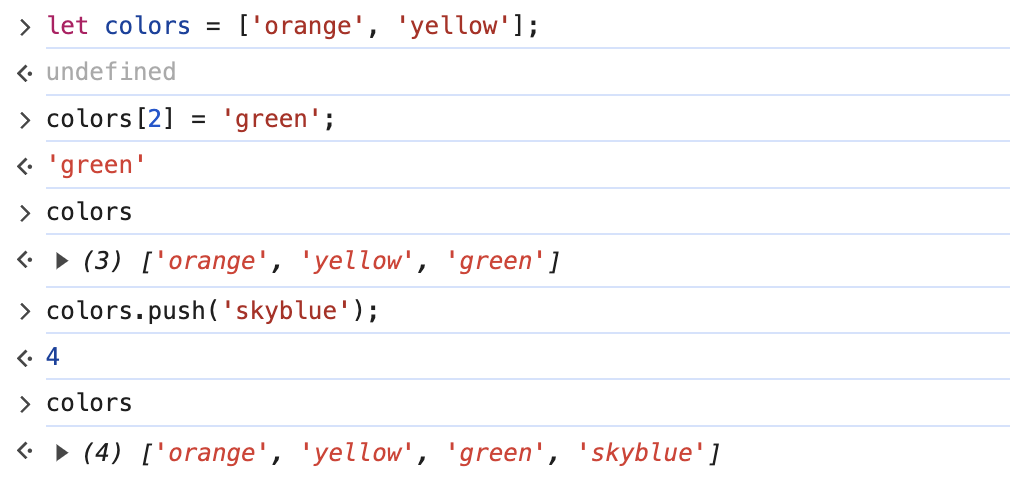 let colors = ['orange', 'yellow'];
undefined
colors[2] = 'green';
'green'
colors
(3) ['orange', 'yellow', 'green']
colors.push('skyblue');
4
colors
(4) ['orange', 'yellow', 'green', 'skyblue']